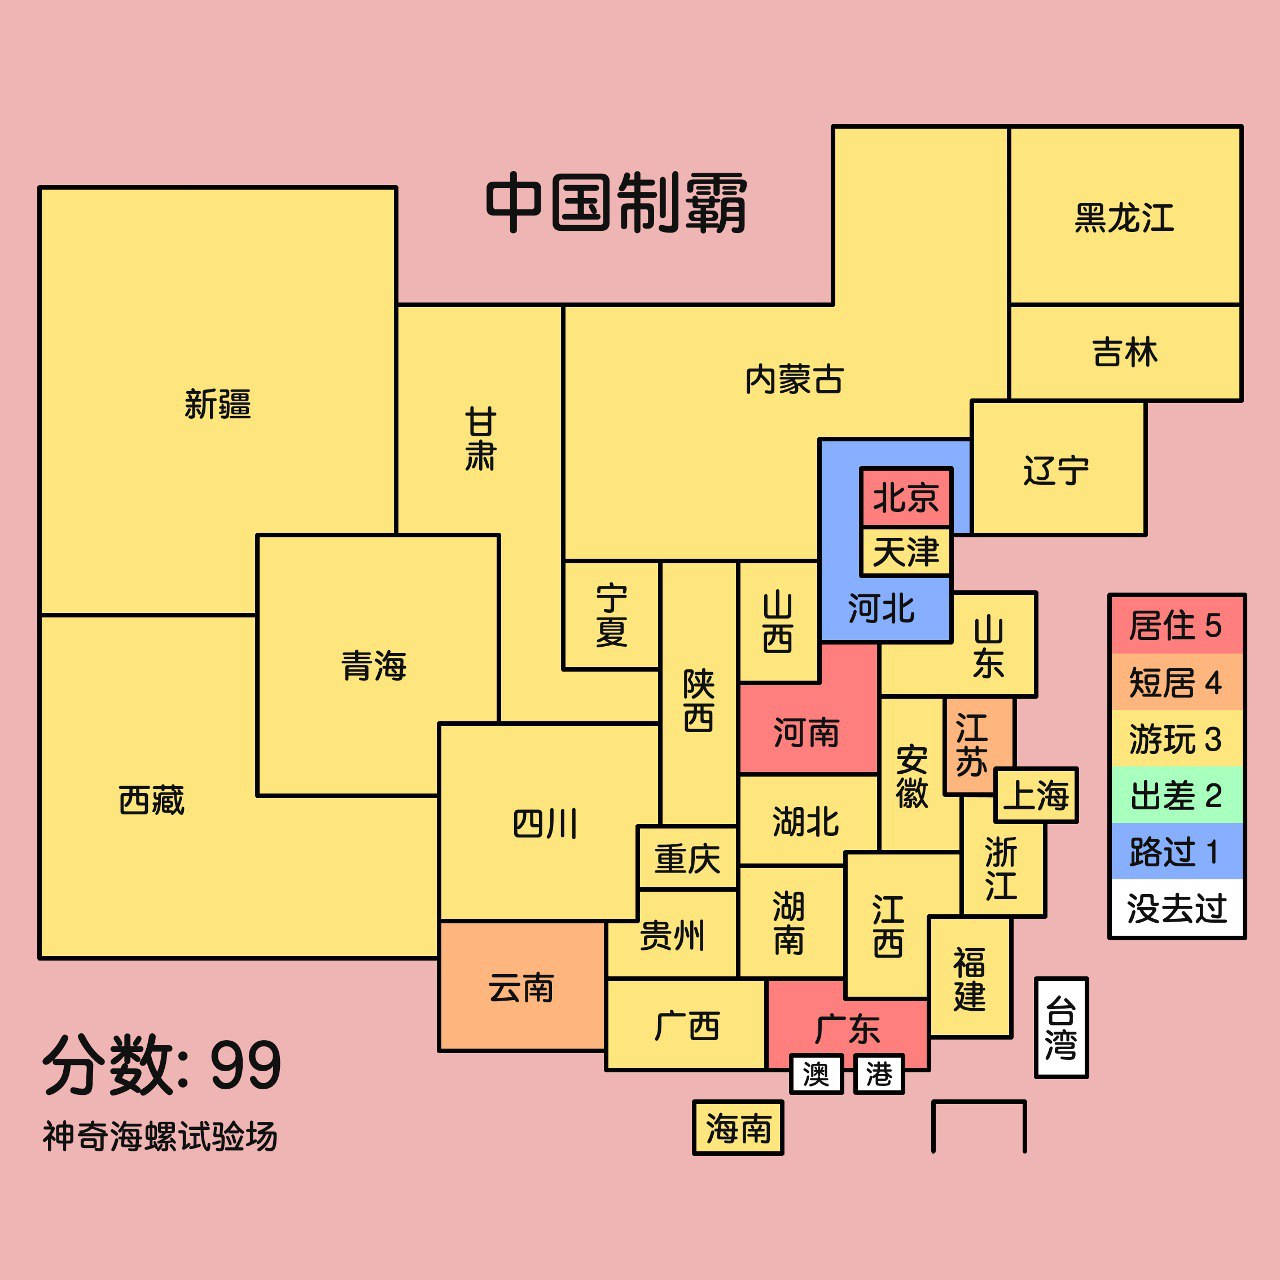 中国制霸
黑龙江
吉林
内蒙古
新疆
甘肃
辽宁
北京
天津
河北
宁夏
山西
山东
青海
陕西
河南
江苏
安徽
上海
西藏
四川
湖北
重庆
浙江
贵州
湖南
江西
福建
云南
广西
广东
台湾
澳
港
海南
居住 5
短居 4
游玩 3
出差 2
路过 1
没去过
分数: 99
神奇海螺试验场